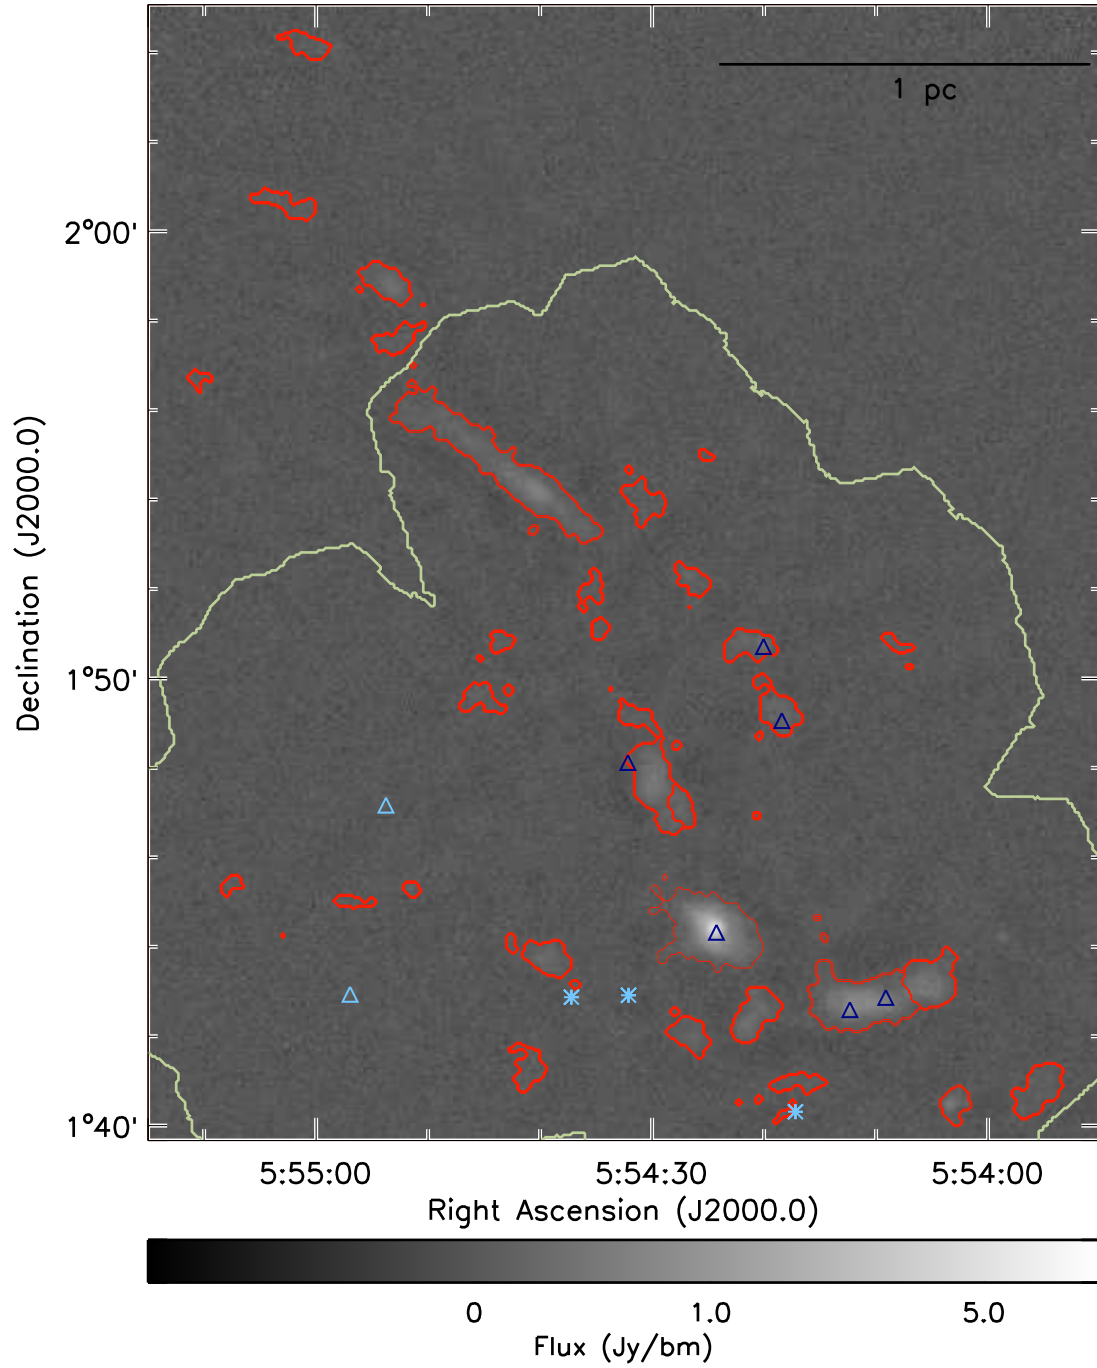 1 pc
2°00'
1°50'
1°40'
Declination (J2000.0)
5:55:00 5:54:30 5:54:00
Right Ascension (J2000.0)
0 1.0 5.0
Flux (Jy/bm)